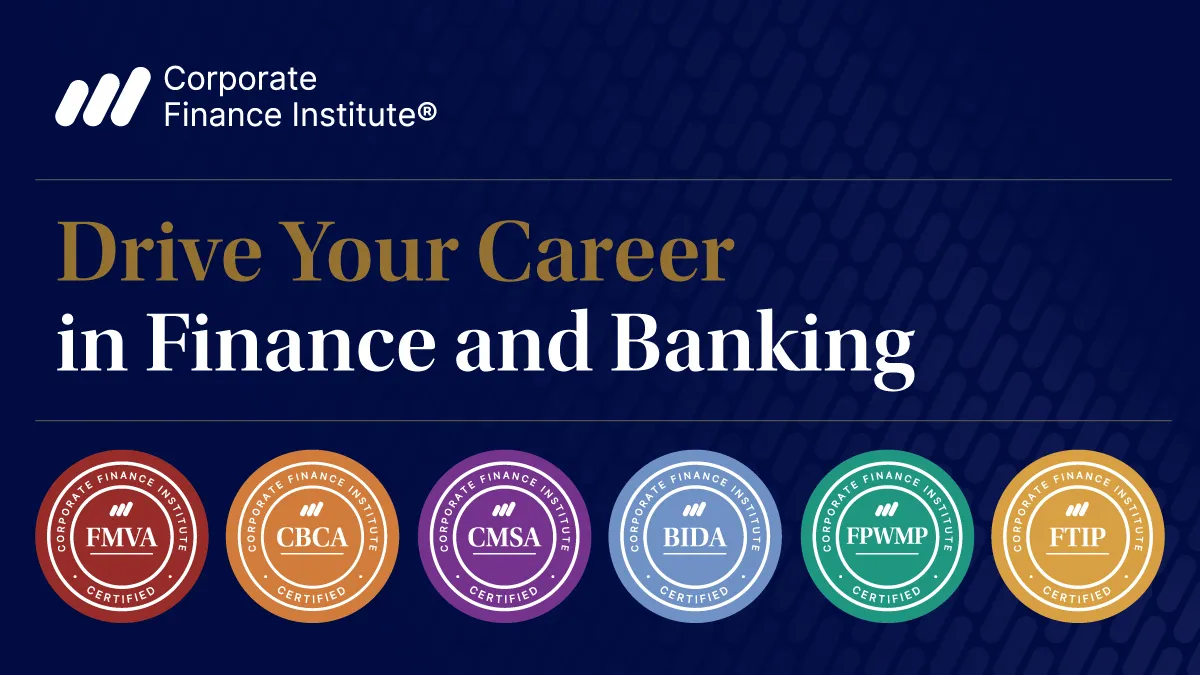 Corporate
Finance Institute®
Drive Your Career
in Finance and Banking
CORPORATE FINANCE INSTITUTE
FMVA
CERTIFIED
CORPORATE FINANCE INSTITUTE
CBCA
CERTIFIED
CORPORATE FINANCE INSTITUTE
CMSA
CERTIFIED
CORPORATE FINANCE INSTITUTE
BIDA
CERTIFIED
CORPORATE FINANCE INSTITUTE
FPWMP
CERTIFIED
CORPORATE FINANCE INSTITUTE
FTIP
CERTIFIED